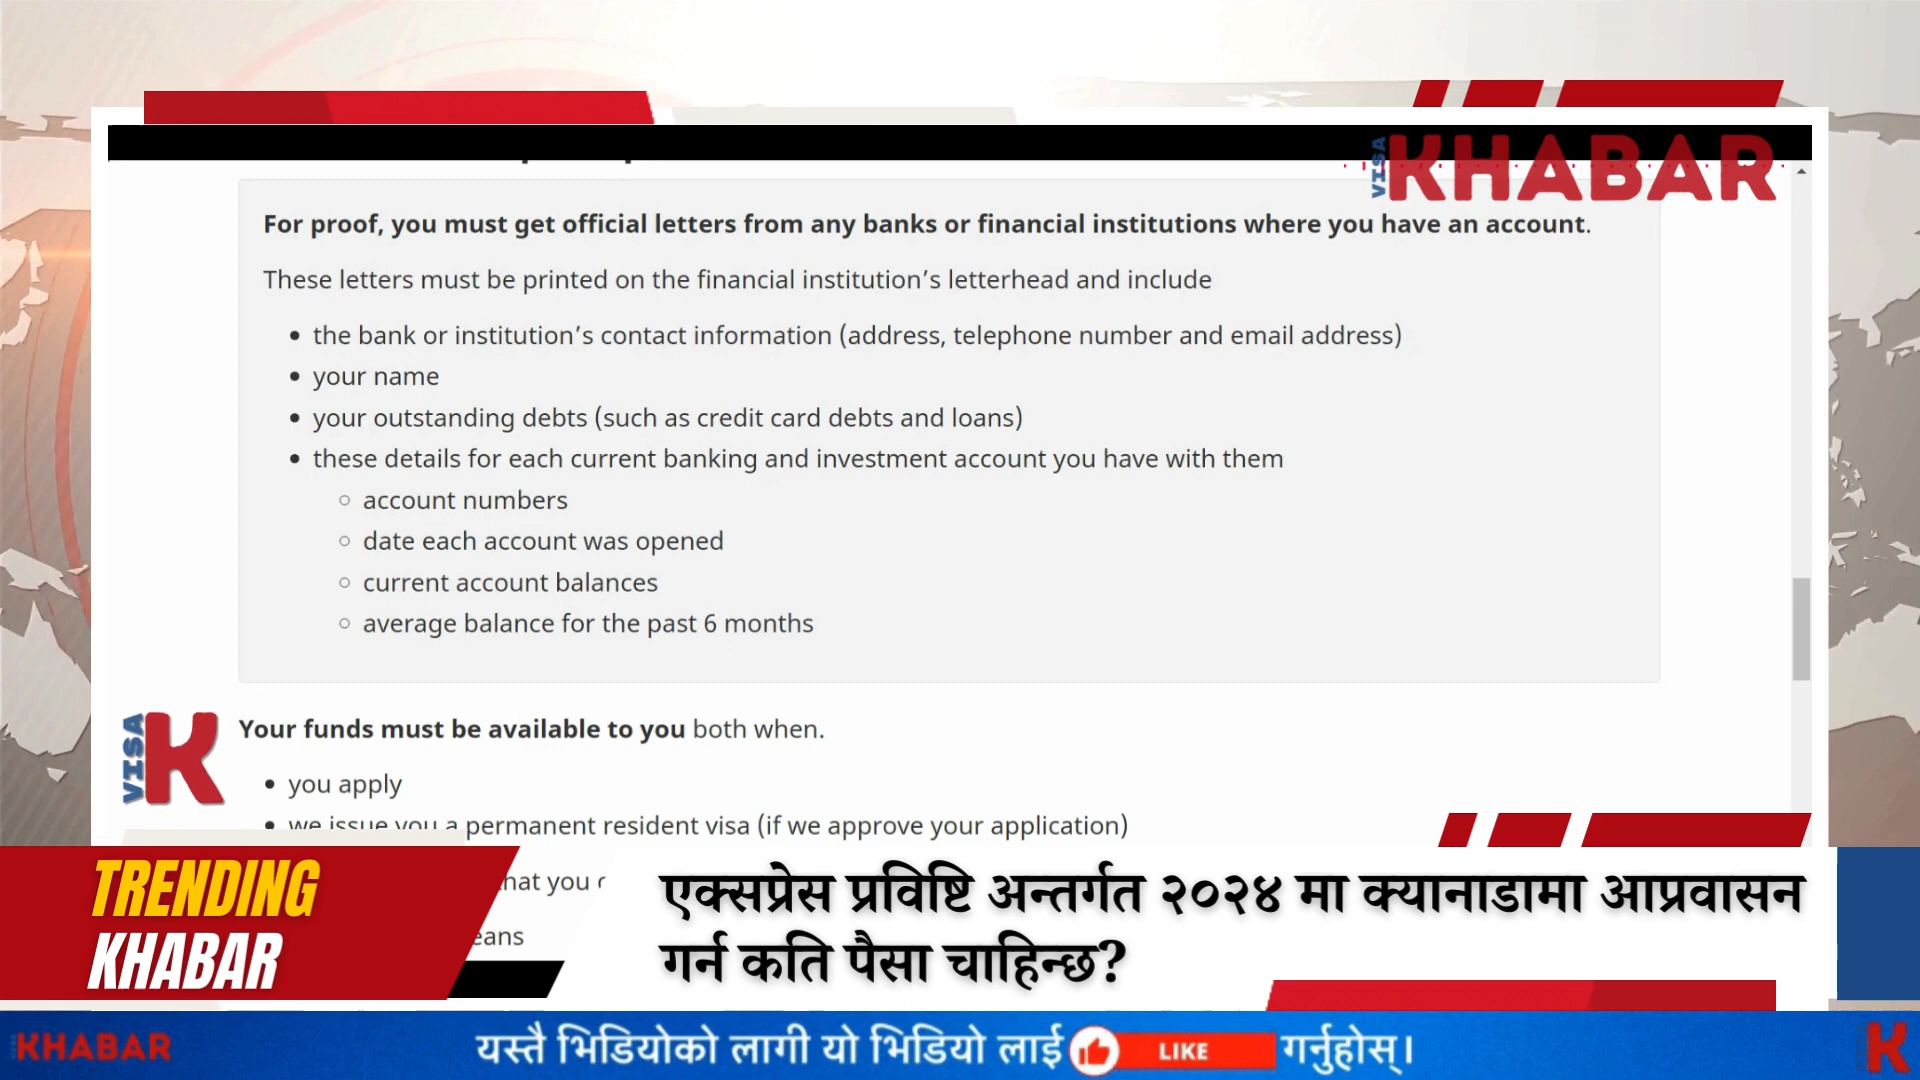 VISA KHABAR
For proof, you must get official letters from any banks or financial institutions where you have an account.
These letters must be printed on the financial institution’s letterhead and include
the bank or institution’s contact information (address, telephone number and email address)
your name
your outstanding debts (such as credit card debts and loans)
these details for each current banking and investment account you have with them
account numbers
date each account was opened
current account balances
average balance for the past 6 months
VISA K
Your funds must be available to you both when.
you apply
we issue you a permanent resident visa (if we approve your application)
that you
TRENDING
KHABAR
एक्सप्रेस प्रविष्टि अन्तर्गत २०२४ मा क्यानाडामा आप्रवासन
गर्न कति पैसा चाहिन्छ?
KHABAR
यस्तै भिडियोको लागी यो भिडियो लाई LIKE गर्नुहोस्।
K